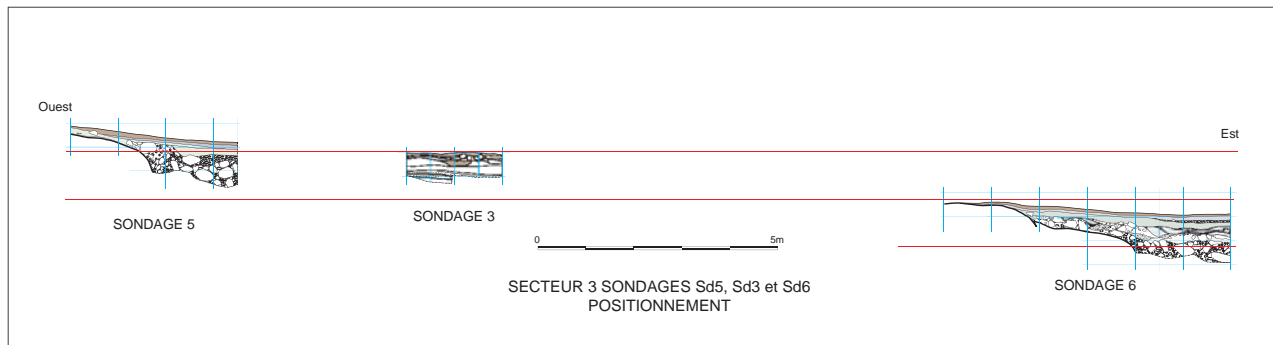 Ouest
Est
SONDAGE 5
SONDAGE 3
0 5m
SECTEUR 3 SONDAGES Sd5, Sd3 et Sd6
POSITIONNEMENT
SONDAGE 6